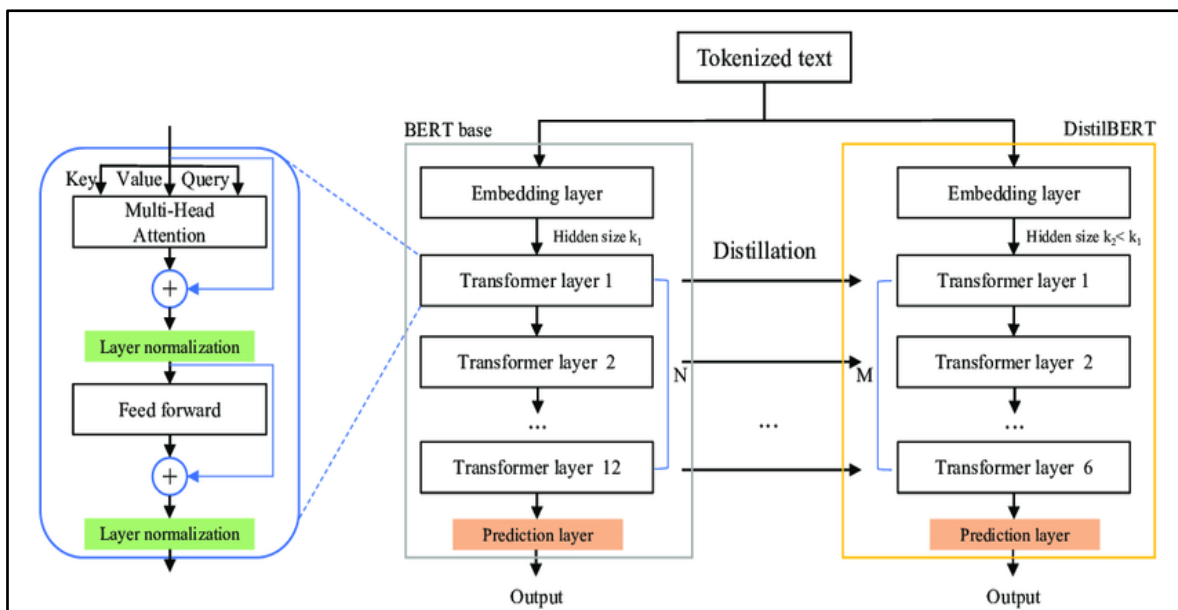 Tokenized text
BERT base
DistilBERT
Key Value Query
Multi-Head
Attention
+
Layer normalization
Feed forward
+
Layer normalization
Embedding layer
Hidden size k₁
Transformer layer 1
Transformer layer 2
...
Transformer layer 12
N
Prediction layer
Output
Distillation
...
Embedding layer
Hidden size k₂< k₁
Transformer layer 1
Transformer layer 2
...
Transformer layer 6
M
Prediction layer
Output